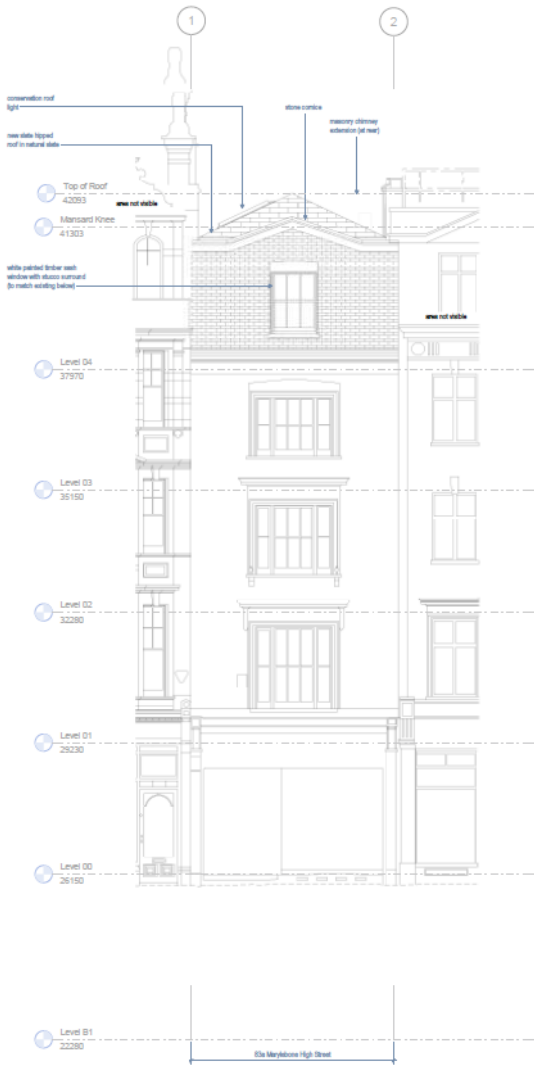 1
2
conservation roof
light
stone cornice
masonry chimney
extension (at rear)
new slate hipped
roof in natural slate
Top of Roof
42093
area not visible
Mansard Knee
41303
white painted timber sash
window with stucco surround
(to match existing below)
area not visible
Level 04
37970
Level 03
35150
Level 02
32280
Level 01
29230
Level 00
26150
Level B1
22280
63a Marylebone High Street